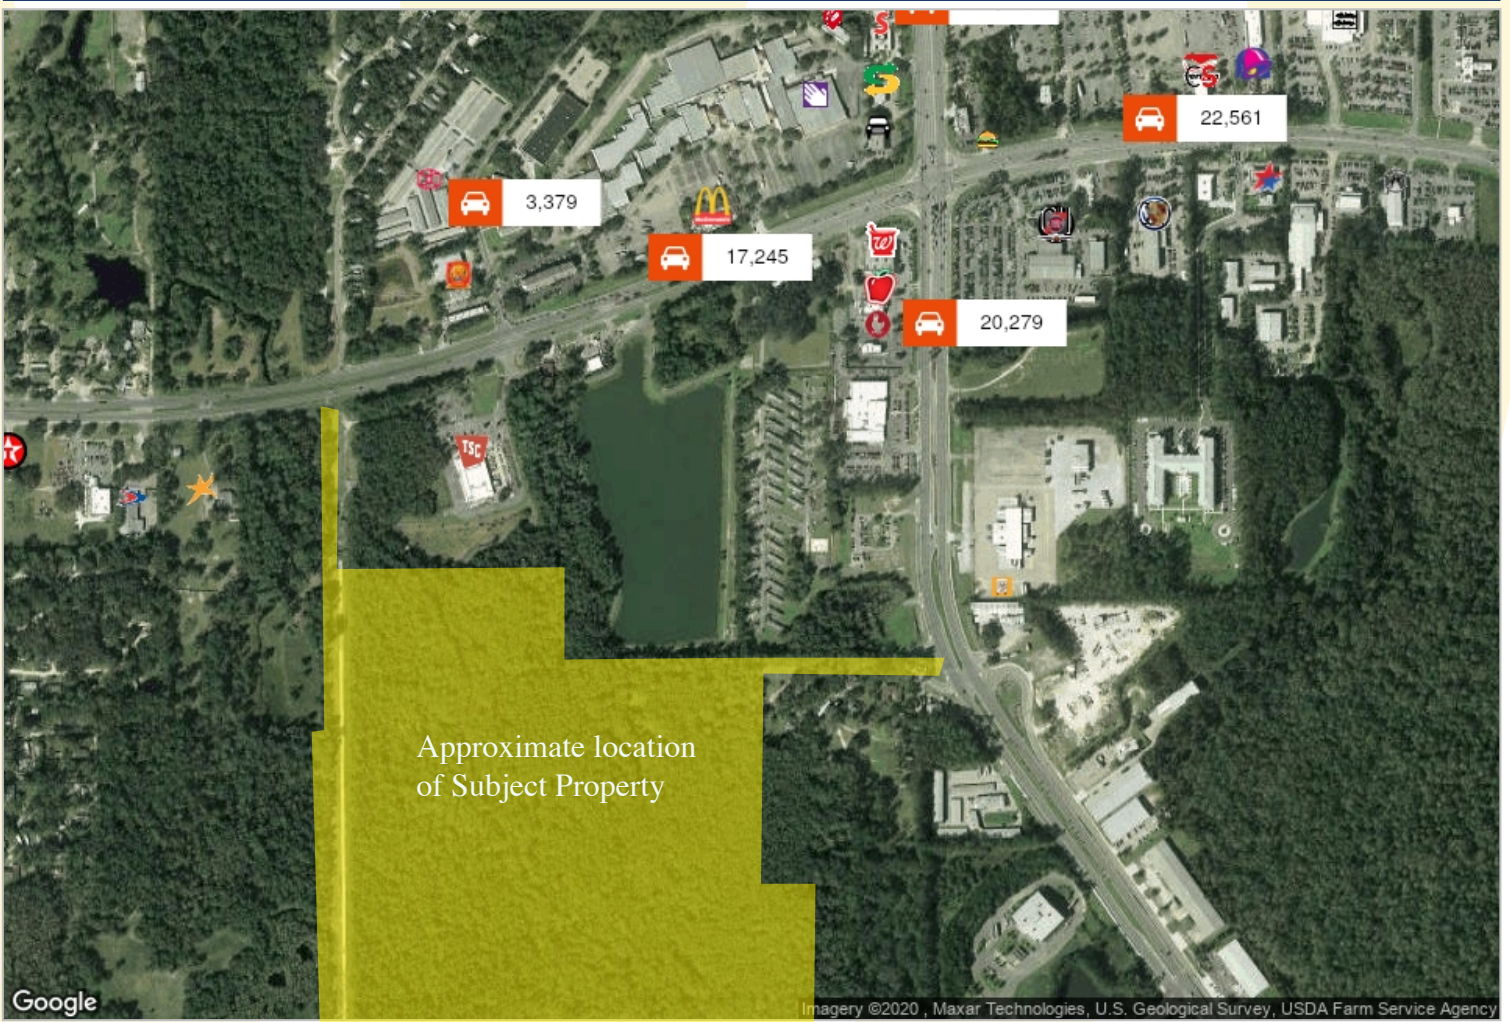 22,561
3,379
McDonald's
17,245
20,279
TSC
Approximate location
of Subject Property
Google
Imagery ©2020 , Maxar Technologies, U.S. Geological Survey, USDA Farm Service Agency